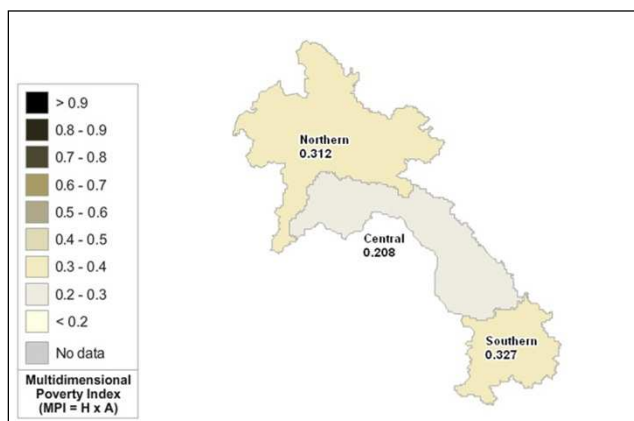 > 0.9
0.8 - 0.9
0.7 - 0.8
0.6 - 0.7
0.5 - 0.6
0.4 - 0.5
0.3 - 0.4
0.2 - 0.3
< 0.2
No data
Multidimensional
Poverty Index
(MPI = H x A)
Northern
0.312
Central
0.208
Southern
0.327